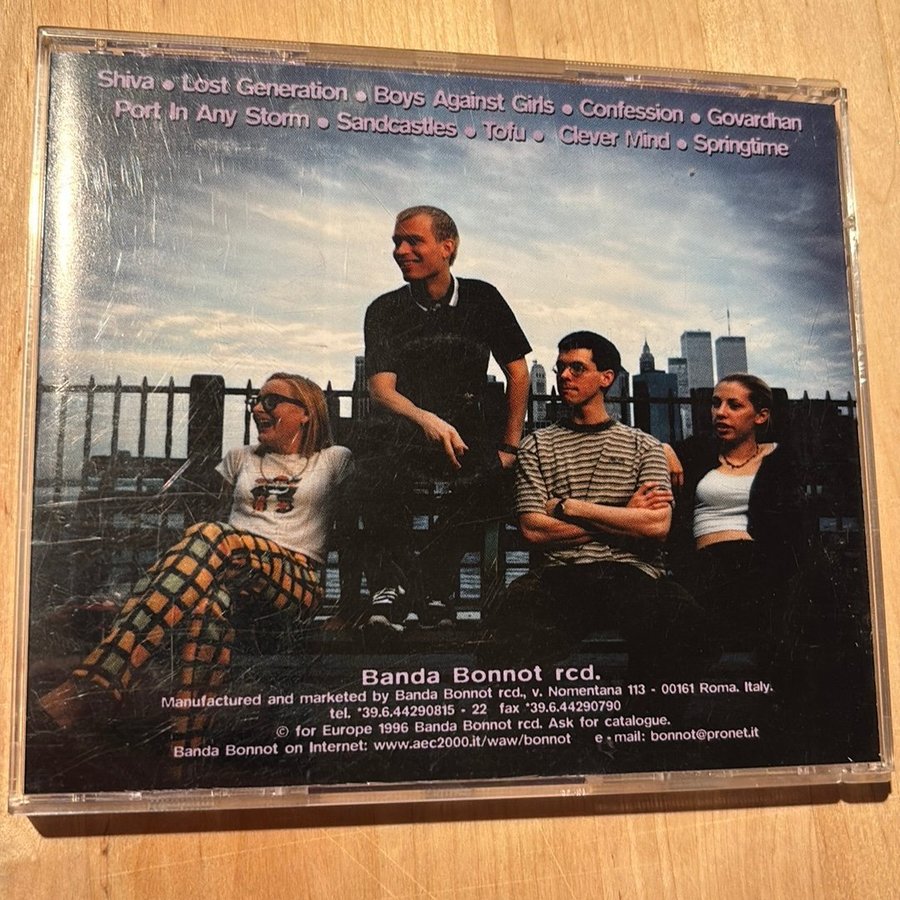 Shiva • Lost Generation • Boys Against Girls • Confession • Govardhan
Port In Any Storm • Sandcastles • Tofu • Clever Mind • Springtime
Banda Bonnot rcd.
Manufactured and marketed by Banda Bonnot rcd., v. Nomentana 113 - 00161 Roma. Italy.
tel. *39.6.44290815 - 22 fax *39.6.44290790
© for Europe 1996 Banda Bonnot rcd. Ask for catalogue.
Banda Bonnot on Internet: www.aec2000.it/waw/bonnot e-mail: bonnot@pronet.it